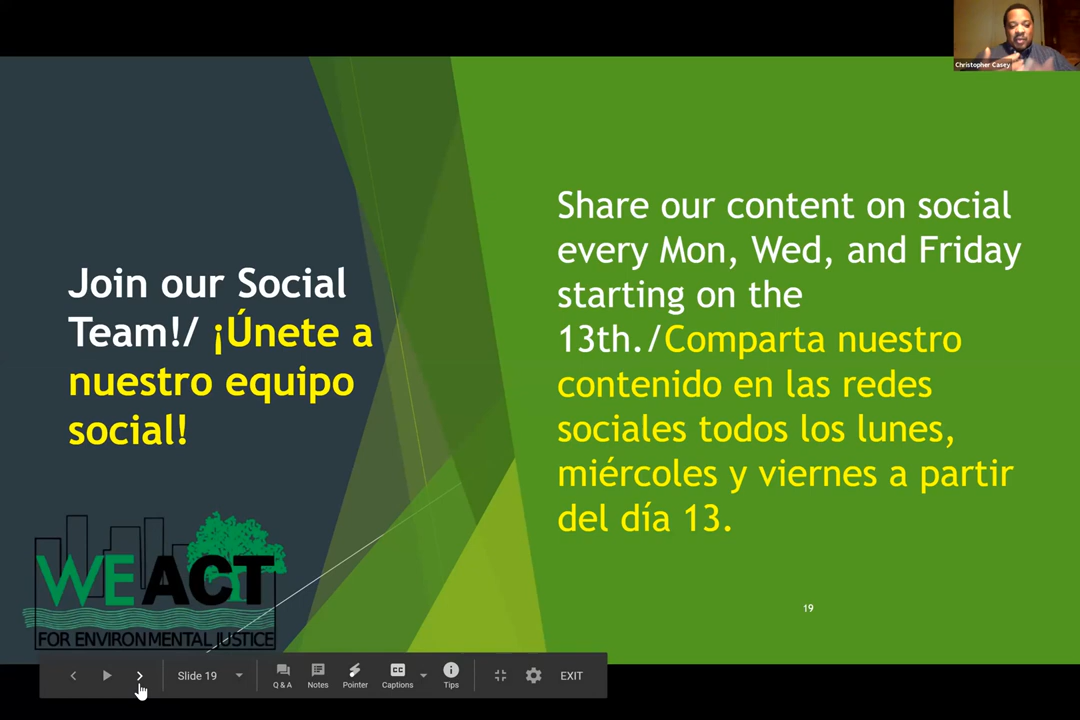 Christopher Casey
Join our Social
Team!/ ¡Únete a
nuestro equipo
social!
Share our content on social
every Mon, Wed, and Friday
starting on the
13th./Comparta nuestro
contenido en las redes
sociales todos los lunes,
miércoles y viernes a partir
del día 13.
WE ACT
FOR ENVIRONMENTAL JUSTICE
19
Slide 19
Q & A
Notes
Pointer
CC
Captions
Tips
EXIT